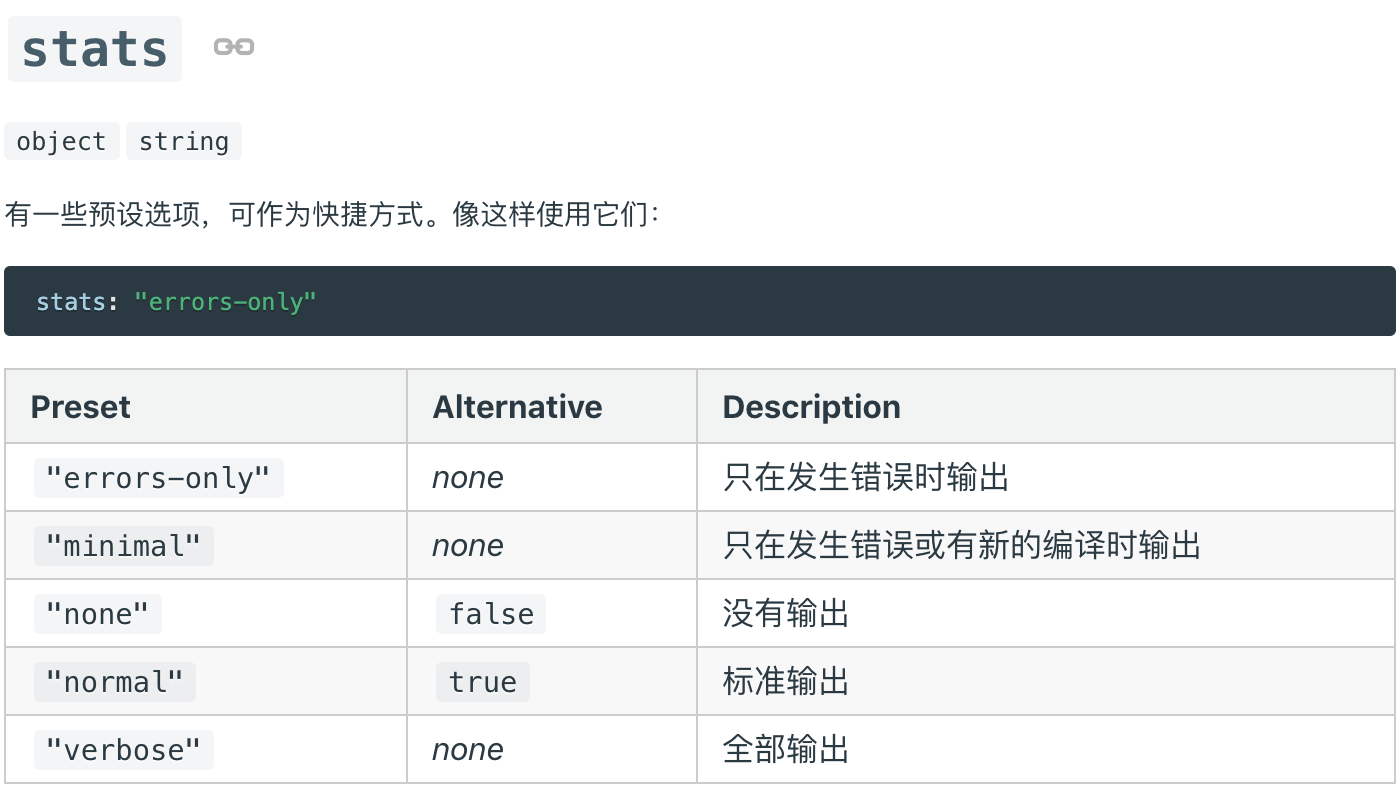 stats
object string
有一些预设选项，可作为快捷方式。像这样使用它们：
stats: "errors-only"
Preset Alternative Description
"errors-only" none 只在发生错误时输出
"minimal" none 只在发生错误或有新的编译时输出
"none" false 没有输出
"normal" true 标准输出
"verbose" none 全部输出